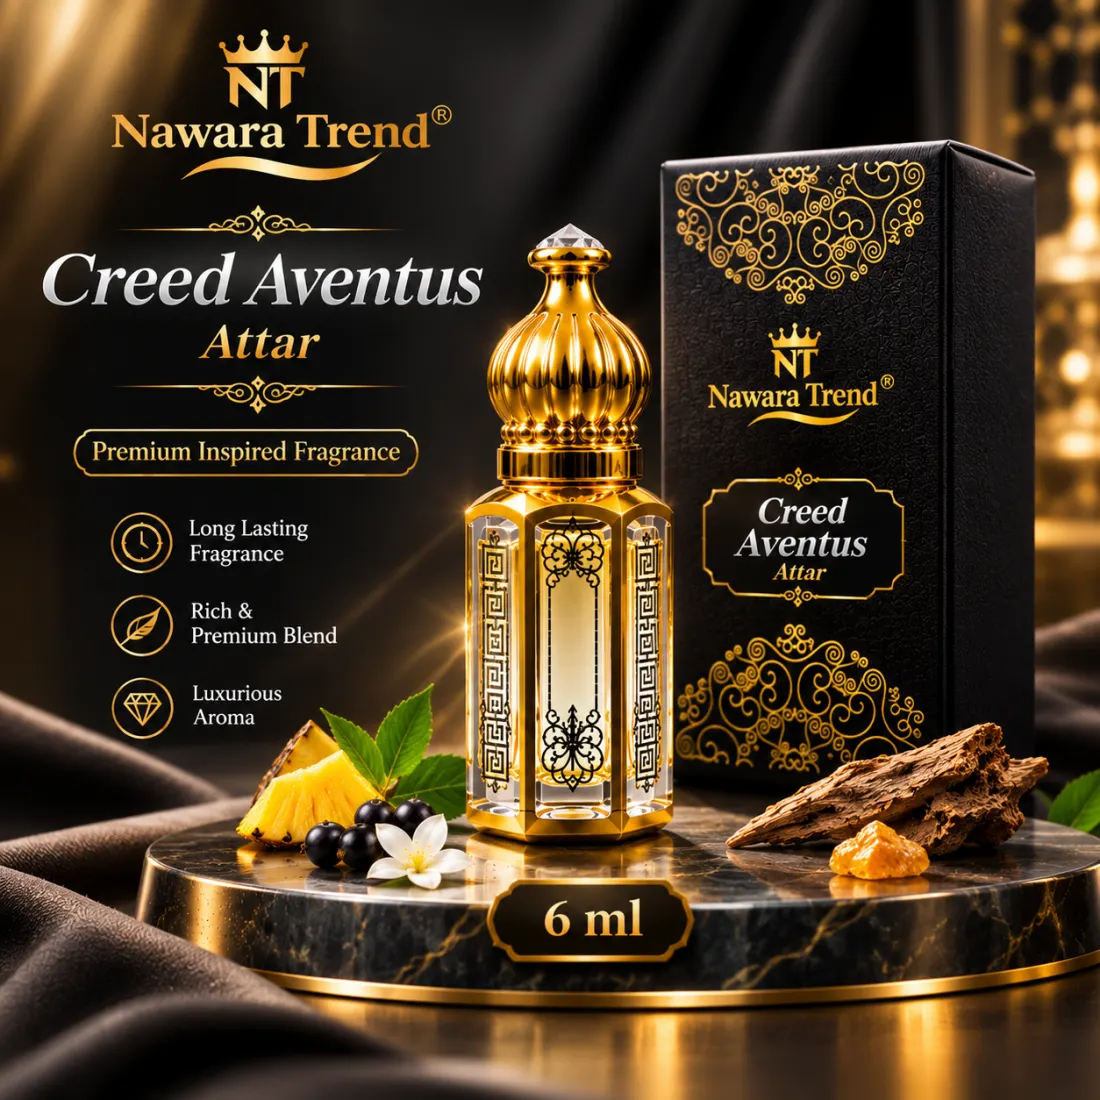 NT
Nawara Trend®
Creed Aventus
Attar
Premium Inspired Fragrance
Long Lasting
Fragrance
Rich &
Premium Blend
Luxurious
Aroma
NT
Nawara Trend®
Creed
Aventus
Attar
6 ml